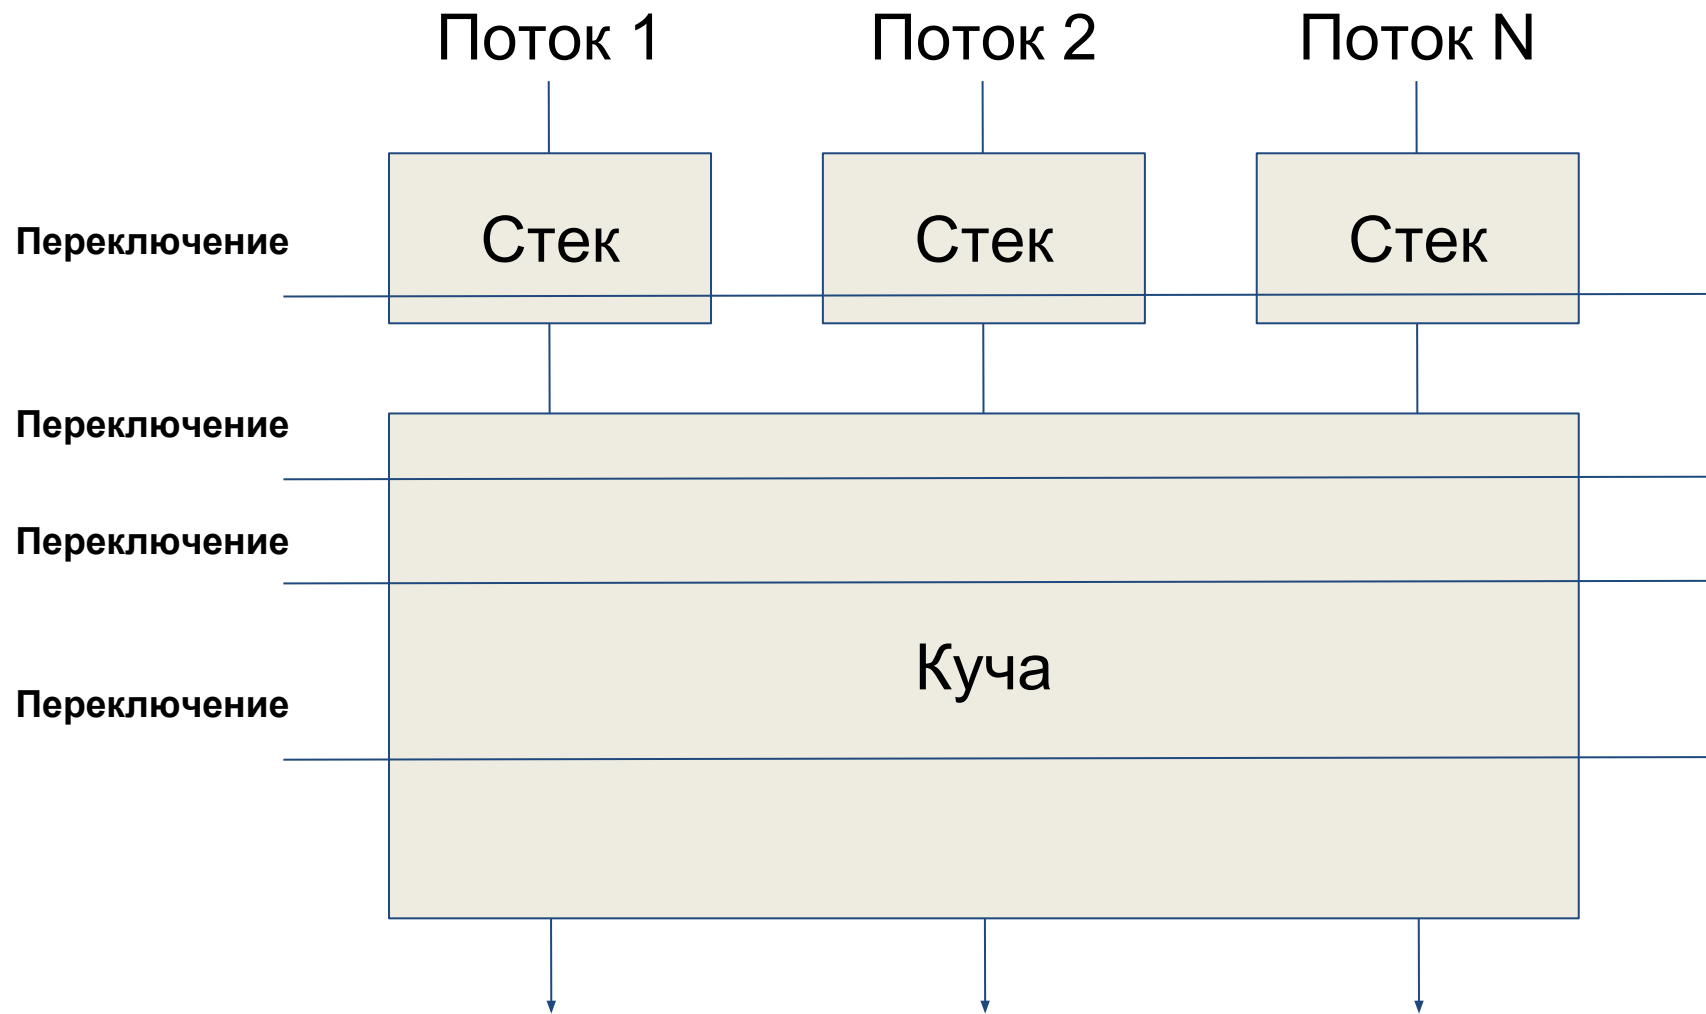 Поток 1
Поток 2
Поток N
Переключение
Стек
Стек
Стек
Переключение
Переключение
Куча
Переключение